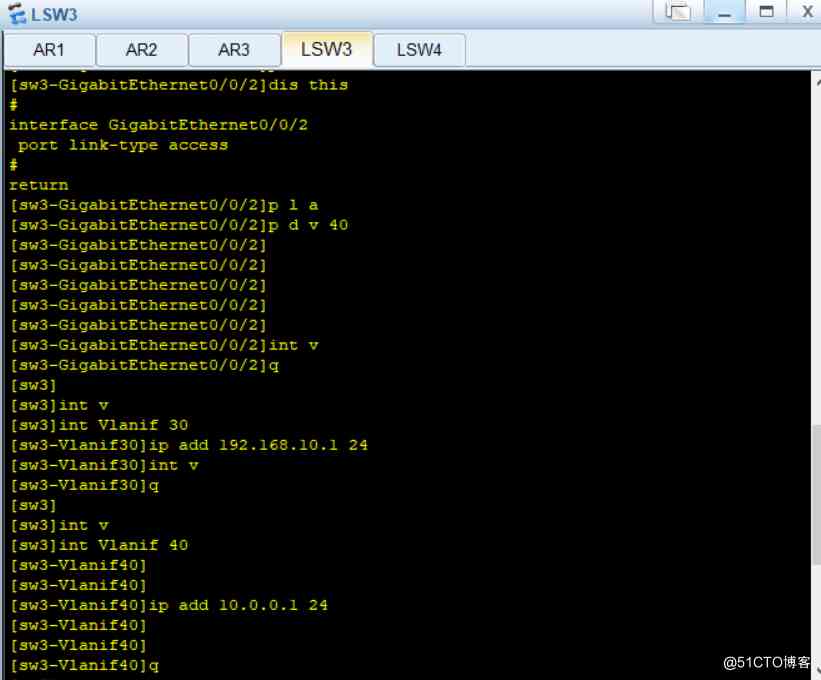 LSW3
X
AR1
AR2
AR3
LSW3
LSW4
[sw3-GigabitEthernet0/0/2]dis this
#
interface GigabitEthernet0/0/2
port link-type access
#
return
[sw3-GigabitEthernet0/0/2]p l a
[sw3-GigabitEthernet0/0/2]p d v 40
[sw3-GigabitEthernet0/0/2]
[sw3-GigabitEthernet0/0/2]
[sw3-GigabitEthernet0/0/2]
[sw3-GigabitEthernet0/0/2]
[sw3-GigabitEthernet0/0/2]
[sw3-GigabitEthernet0/0/2]int v
[sw3-GigabitEthernet0/0/2]q
[sw3]
[sw3]int v
[sw3]int Vlanif 30
[sw3-Vlanif30]ip add 192.168.10.1 24
[sw3-Vlanif30]int v
[sw3-Vlanif30]q
[sw3]
[sw3]int v
[sw3]int Vlanif 40
[sw3-Vlanif40]
[sw3-Vlanif40]
[sw3-Vlanif40]ip add 10.0.0.1 24
[sw3-Vlanif40]
[sw3-Vlanif40]
[sw3-Vlanif40]q
@51CTO博客